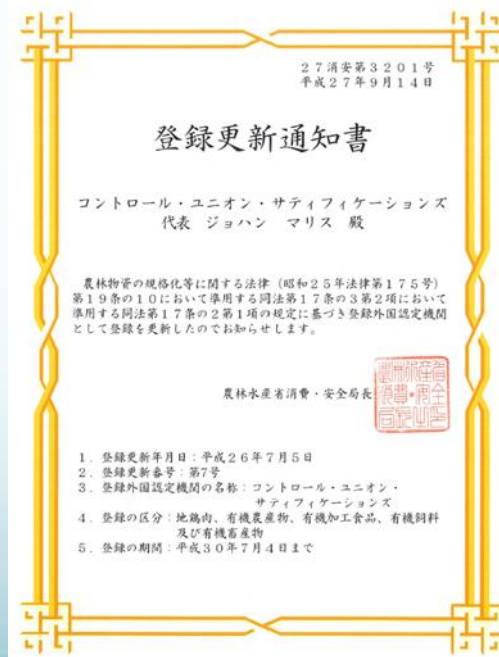 27消安第3201号
平成27年9月14日
登録更新通知書
コントロール・ユニオン・サティフィケーションズ
代表 ジョハン マリス 殿
農林物資の規格化等に関する法律（昭和25年法律第175号）
第19条の10において準用する同法第17条の3第2項において
準用する同法第17条の2第1項の規定に基づき登録外国認定機関
として登録を更新したのでお知らせします。
農林水産省消費・安全局長
1．登録更新年月日：平成26年7月5日
2．登録更新番号：第7号
3．登録外国認定機関の名称：コントロール・ユニオン・
サティフィケーションズ
4．登録の区分：地鶏肉、有機農産物、有機加工食品、有機飼料
及び有機畜産物
5．登録の期間：平成30年7月4日まで